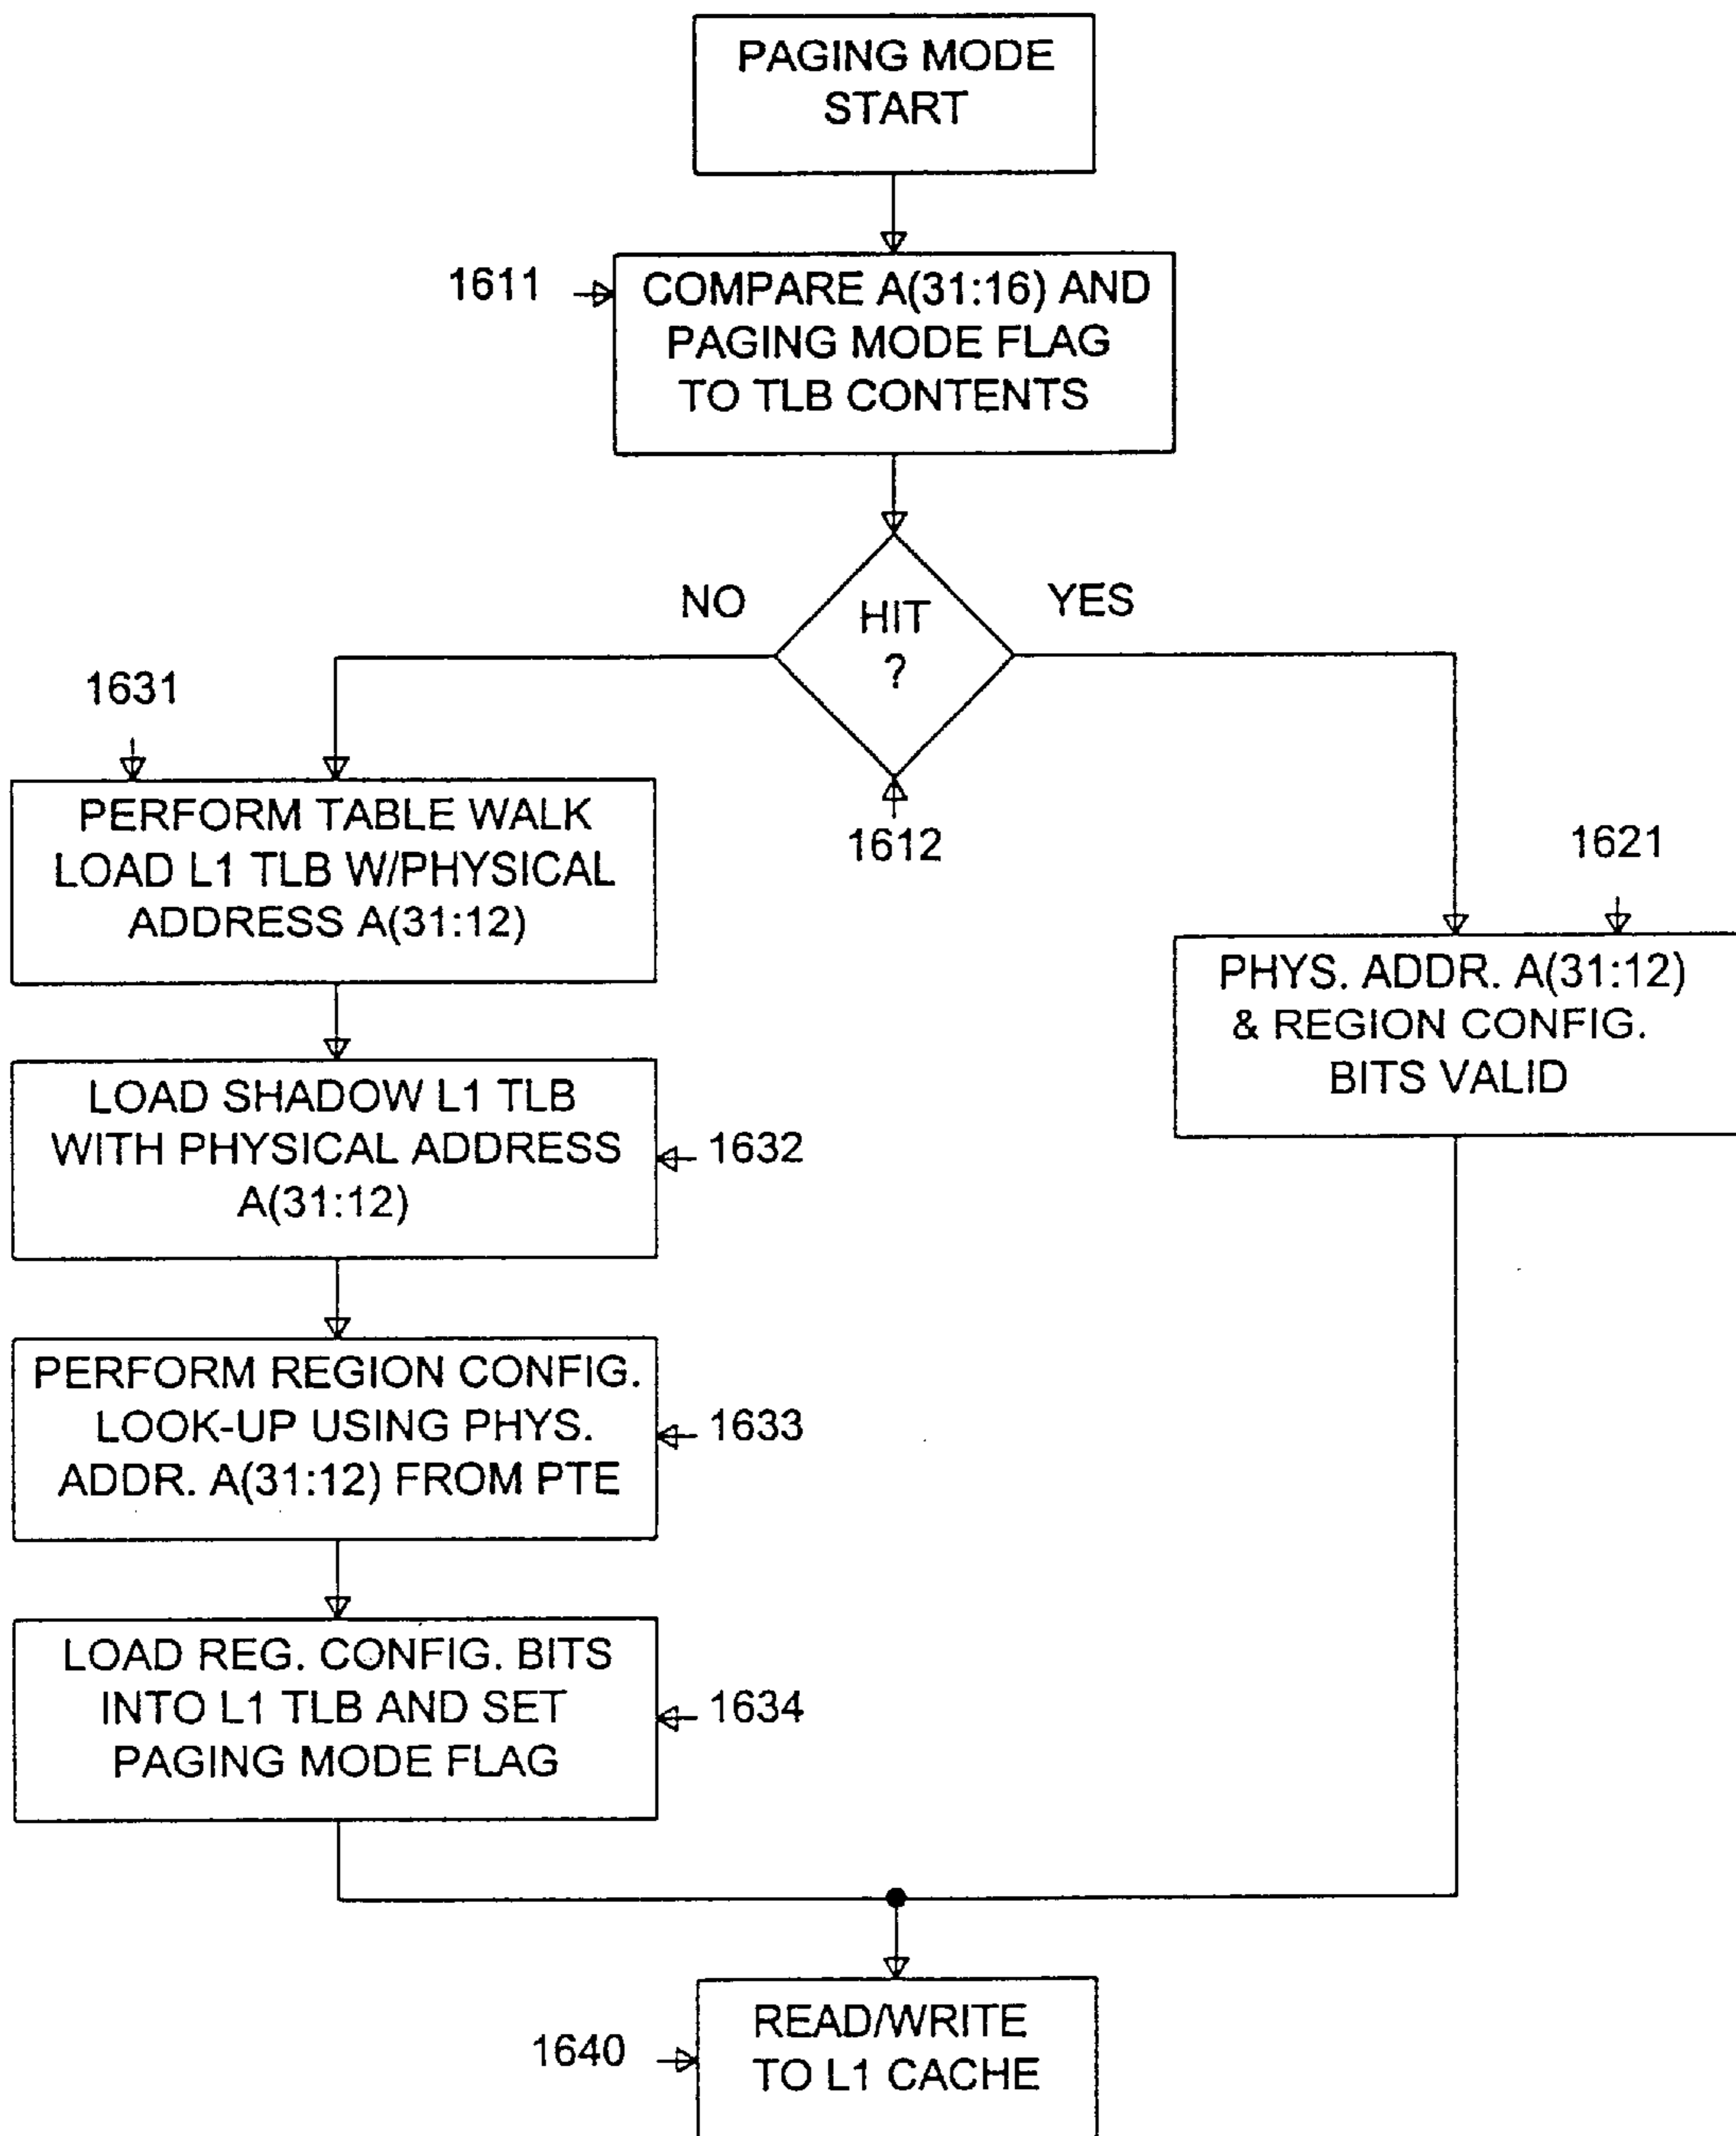 PAGING MODE
START
1611
COMPARE A(31:16) AND
PAGING MODE FLAG
TO TLB CONTENTS
NO
HIT
?
YES
1612
1631
PERFORM TABLE WALK
LOAD L1 TLB W/PHYSICAL
ADDRESS A(31:12)
1621
PHYS. ADDR. A(31:12)
& REGION CONFIG.
BITS VALID
LOAD SHADOW L1 TLB
WITH PHYSICAL ADDRESS
A(31:12)
1632
PERFORM REGION CONFIG.
LOOK-UP USING PHYS.
ADDR. A(31:12) FROM PTE
1633
LOAD REG. CONFIG. BITS
INTO L1 TLB AND SET
PAGING MODE FLAG
1634
READ/WRITE
TO L1 CACHE
1640